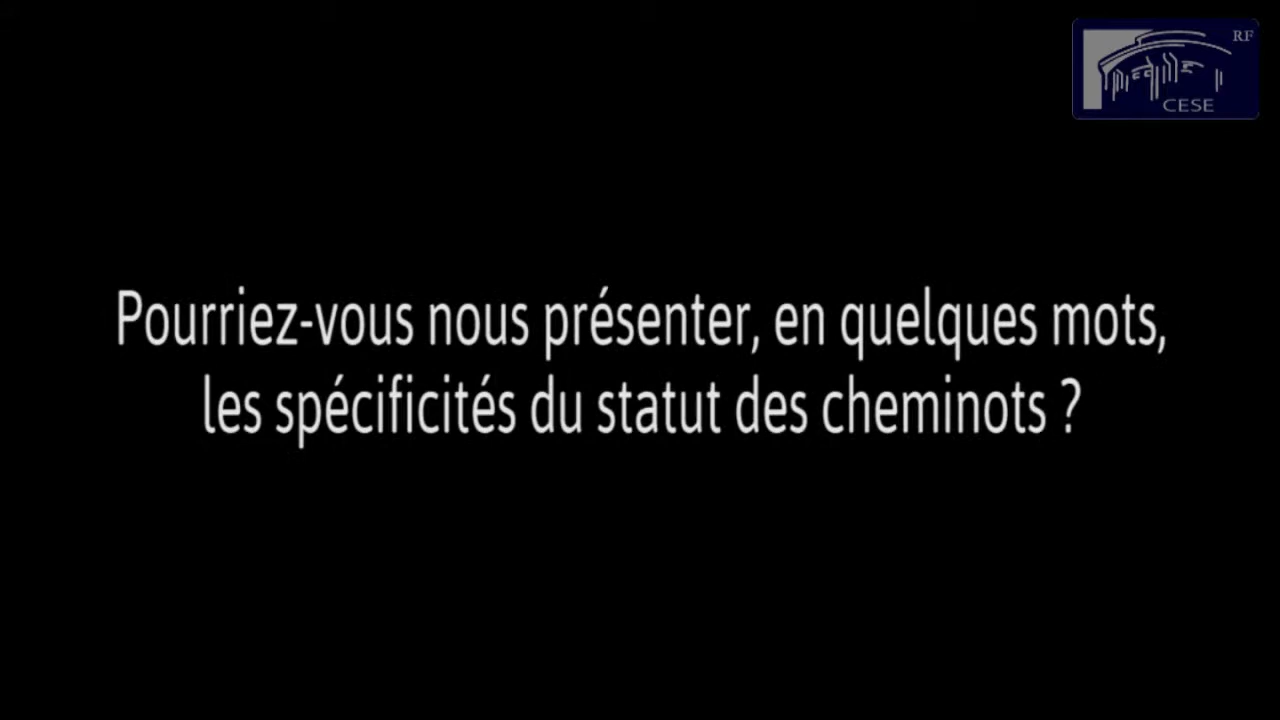 RF
CESE
Pourriez-vous nous présenter, en quelques mots,
les spécificités du statut des cheminots ?